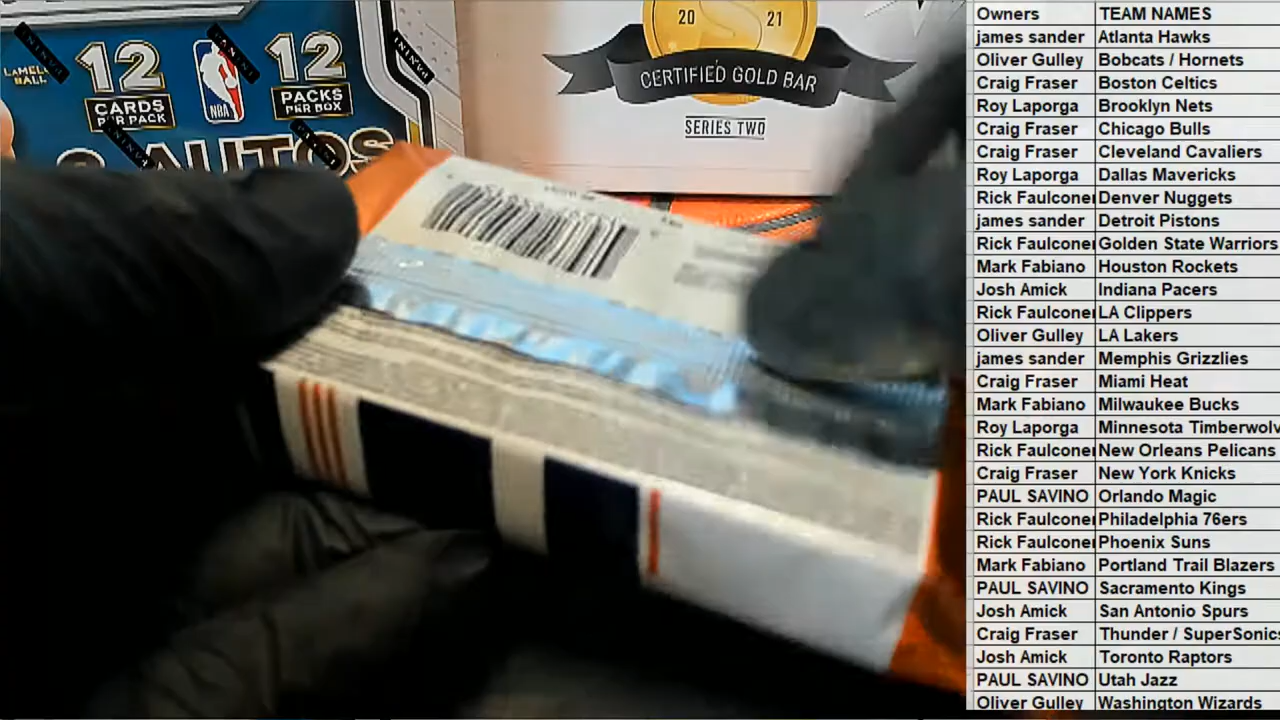 LAMELO
BALL
12
CARDS
PER PACK
NBA
12
PACKS
PER BOX
AUTOS
PANINI
PANINI
PANINI
PANINI
20 21
CERTIFIED GOLD BAR
SERIES TWO
Owners TEAM NAMES
james sander Atlanta Hawks
Oliver Gulley Bobcats / Hornets
Craig Fraser Boston Celtics
Roy Laporga Brooklyn Nets
Craig Fraser Chicago Bulls
Craig Fraser Cleveland Cavaliers
Roy Laporga Dallas Mavericks
Rick Faulconer Denver Nuggets
james sander Detroit Pistons
Rick Faulconer Golden State Warriors
Mark Fabiano Houston Rockets
Josh Amick Indiana Pacers
Rick Faulconer LA Clippers
Oliver Gulley LA Lakers
james sander Memphis Grizzlies
Craig Fraser Miami Heat
Mark Fabiano Milwaukee Bucks
Roy Laporga Minnesota Timberwolv
Rick Faulconer New Orleans Pelicans
Craig Fraser New York Knicks
PAUL SAVINO Orlando Magic
Rick Faulconer Philadelphia 76ers
Rick Faulconer Phoenix Suns
Mark Fabiano Portland Trail Blazers
PAUL SAVINO Sacramento Kings
Josh Amick San Antonio Spurs
Craig Fraser Thunder / SuperSonics
Josh Amick Toronto Raptors
PAUL SAVINO Utah Jazz
Oliver Gulley Washington Wizards